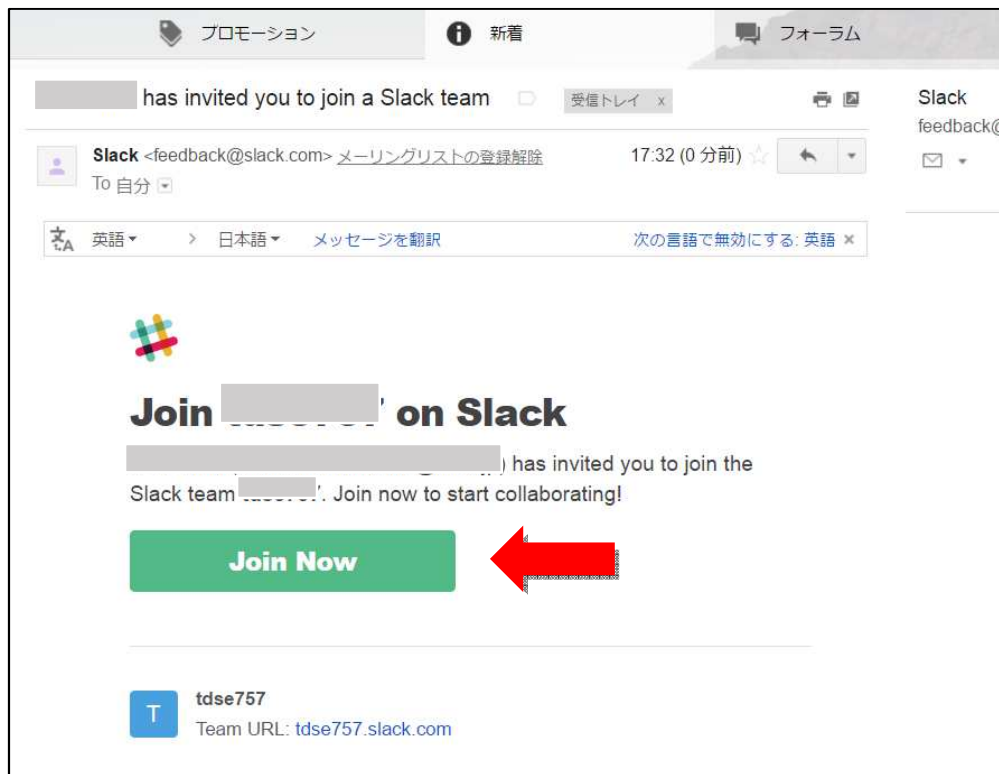 プロモーション
新着
フォーラム
has invited you to join a Slack team
受信トレイ x
Slack
feedback@
Slack <feedback@slack.com> メーリングリストの登録解除
17:32 (0 分前)
To 自分
英語 > 日本語 メッセージを翻訳
次の言語で無効にする: 英語 ×
Join on Slack
) has invited you to join the
Slack team . Join now to start collaborating!
Join Now
T
tdse757
Team URL: tdse757.slack.com